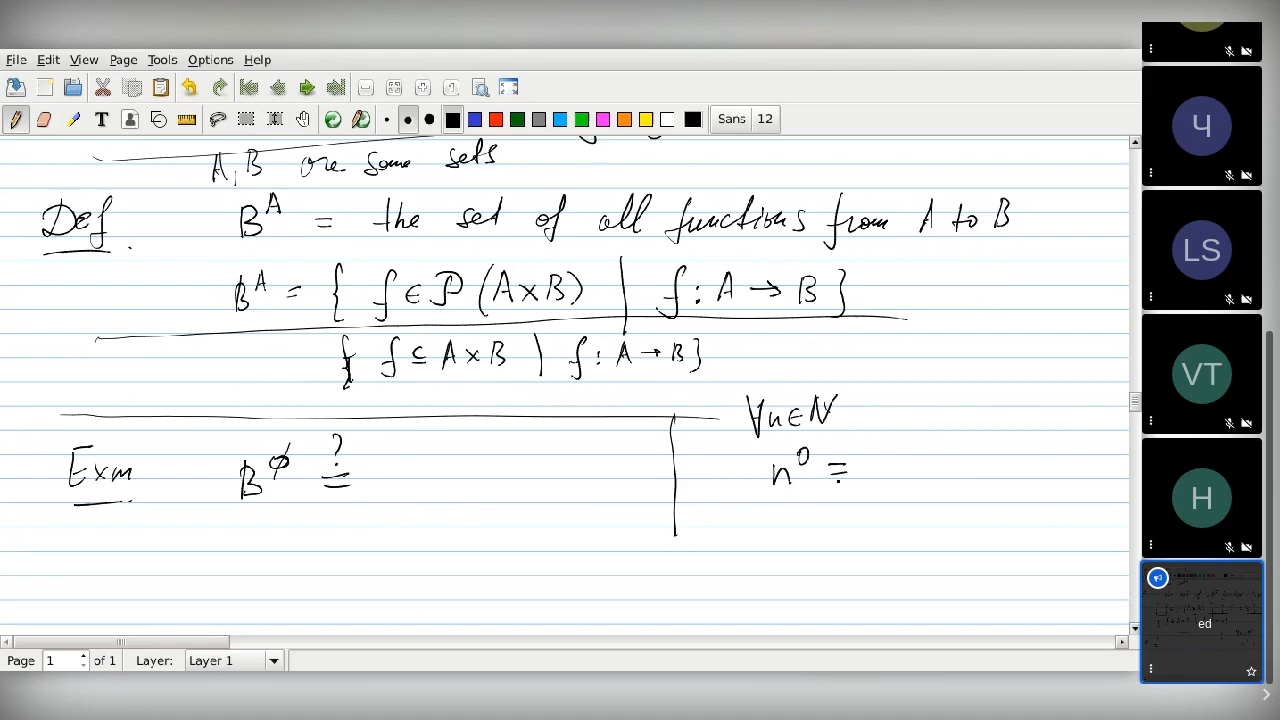 File Edit View Page Tools Options Help
Sans 12
A, B are some sets
Def. B^A = the set of all functions from A to B
B^A = { f ∈ P(A×B) | f : A → B }
{ f ⊆ A×B | f : A → B }
∀n∈N
Exm B^∅ ≟
n^0 =
Ч
LS
VT
H
ed
Page 1 of 1 Layer: Layer 1